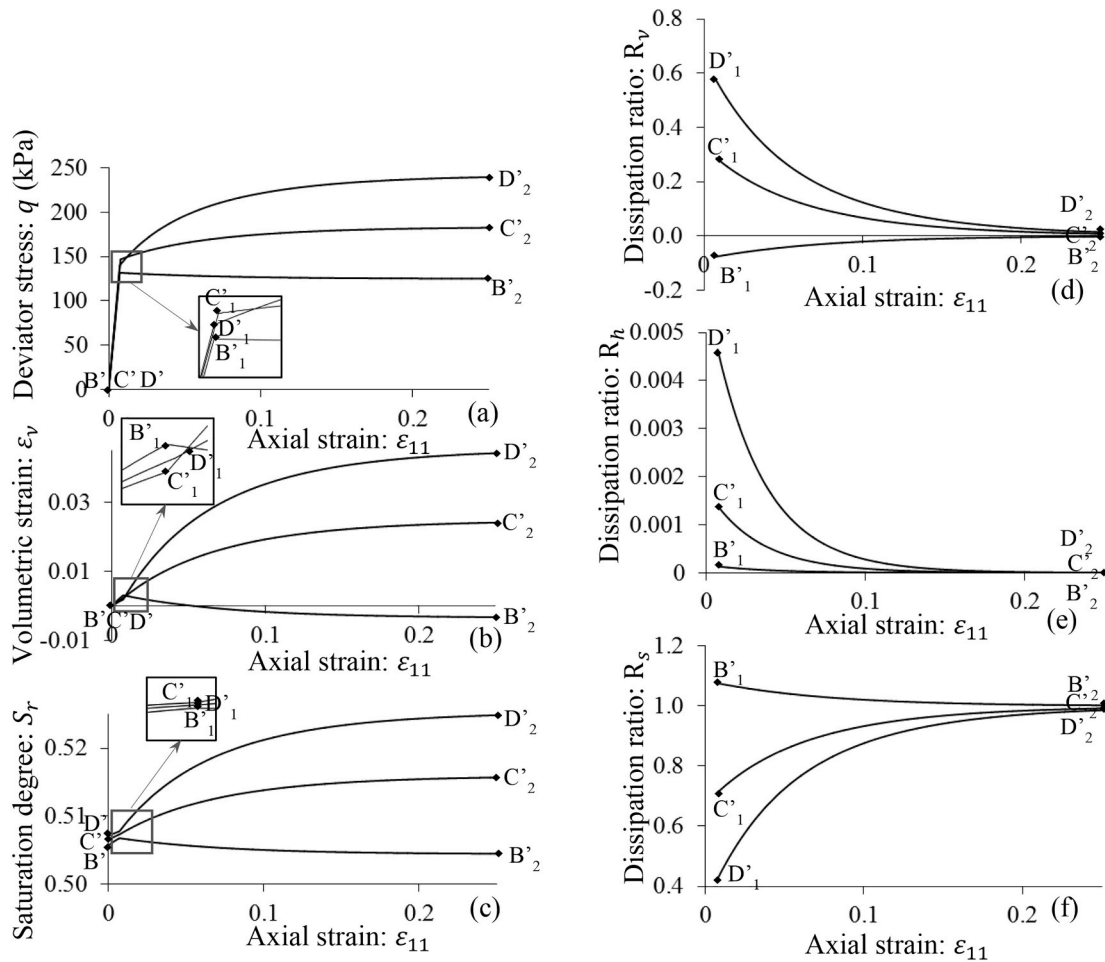 Deviator stress: q (kPa)
250
200
150
100
50
0
D'₂
C'₂
B'₂
C'₁
D'₁
B'₁
B' C' D'
0
0.1
0.2
(a)
Axial strain: ε₁₁
Volumetric strain: εᵥ
0.03
0.01
-0.01
B'₁
D'₁
C'₁
D'₂
C'₂
B'₂
B' C' D'
0
0.1
0.2
(b)
Axial strain: ε₁₁
Saturation degree: Sᵣ
0.52
0.51
0.50
C'₁
D'₁
B'₁
D'₂
C'₂
B'₂
D'
C'
B'
0
0.1
0.2
(c)
Axial strain: ε₁₁
Dissipation ratio: Rᵥ
0.8
0.6
0.4
0.2
0
-0.2
D'₁
C'₁
B'₁
D'₂
C'₂
B'₂
0
0.1
0.2
Axial strain: ε₁₁
(d)
Dissipation ratio: Rₕ
0.005
0.004
0.003
0.002
0.001
0
D'₁
C'₁
B'₁
D'₂
C'₂
B'₂
0
0.1
0.2
(e)
Axial strain: ε₁₁
Dissipation ratio: Rₛ
1.2
1.0
0.8
0.6
0.4
B'₁
C'₁
D'₁
B'₂
C'₂
D'₂
0
0.1
0.2
(f)
Axial strain: ε₁₁